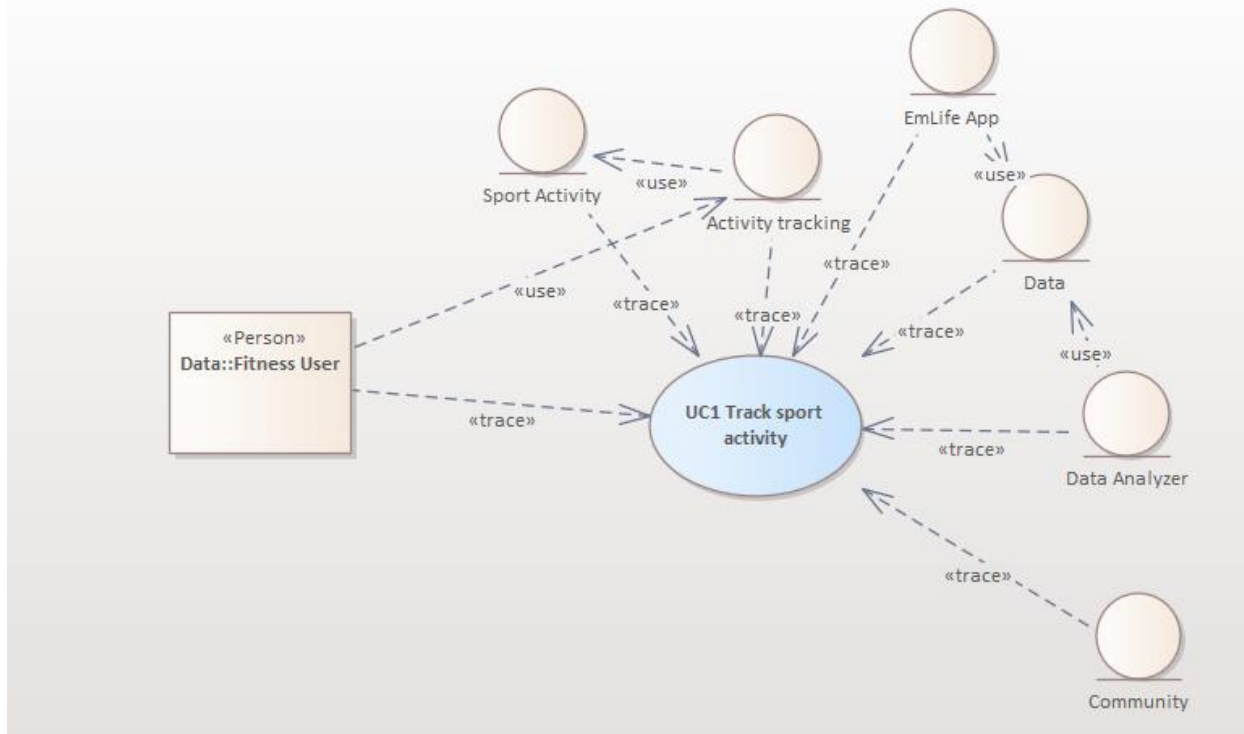 EmLife App
«use»
Sport Activity
«use»
Activity tracking
«trace»
Data
«use»
«trace»
«trace»
«trace»
«Person»
Data::Fitness User
«use»
«trace»
UC1 Track sport
activity
«trace»
Data Analyzer
«trace»
Community